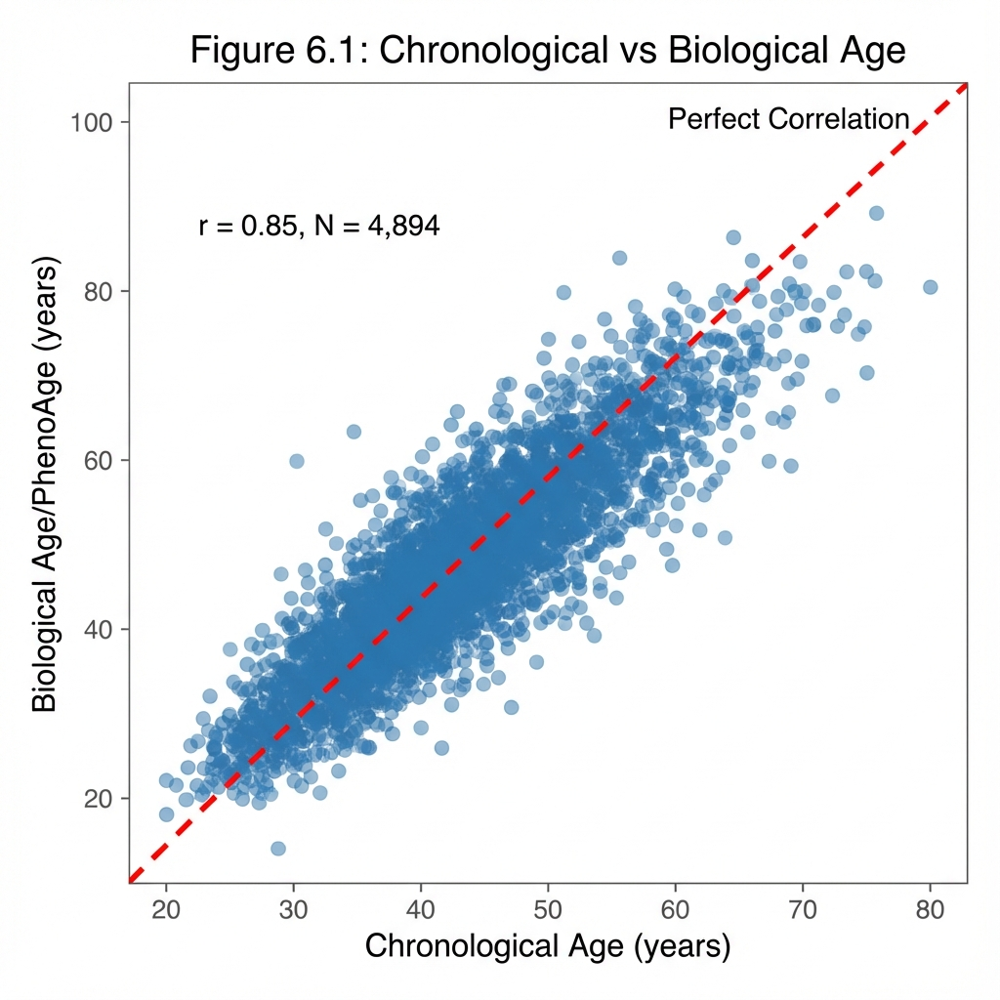 Figure 6.1: Chronological vs Biological Age
Perfect Correlation
r = 0.85, N = 4,894
Biological Age/PhenoAge (years)
100
80
60
40
20
20 30 40 50 60 70 80
Chronological Age (years)